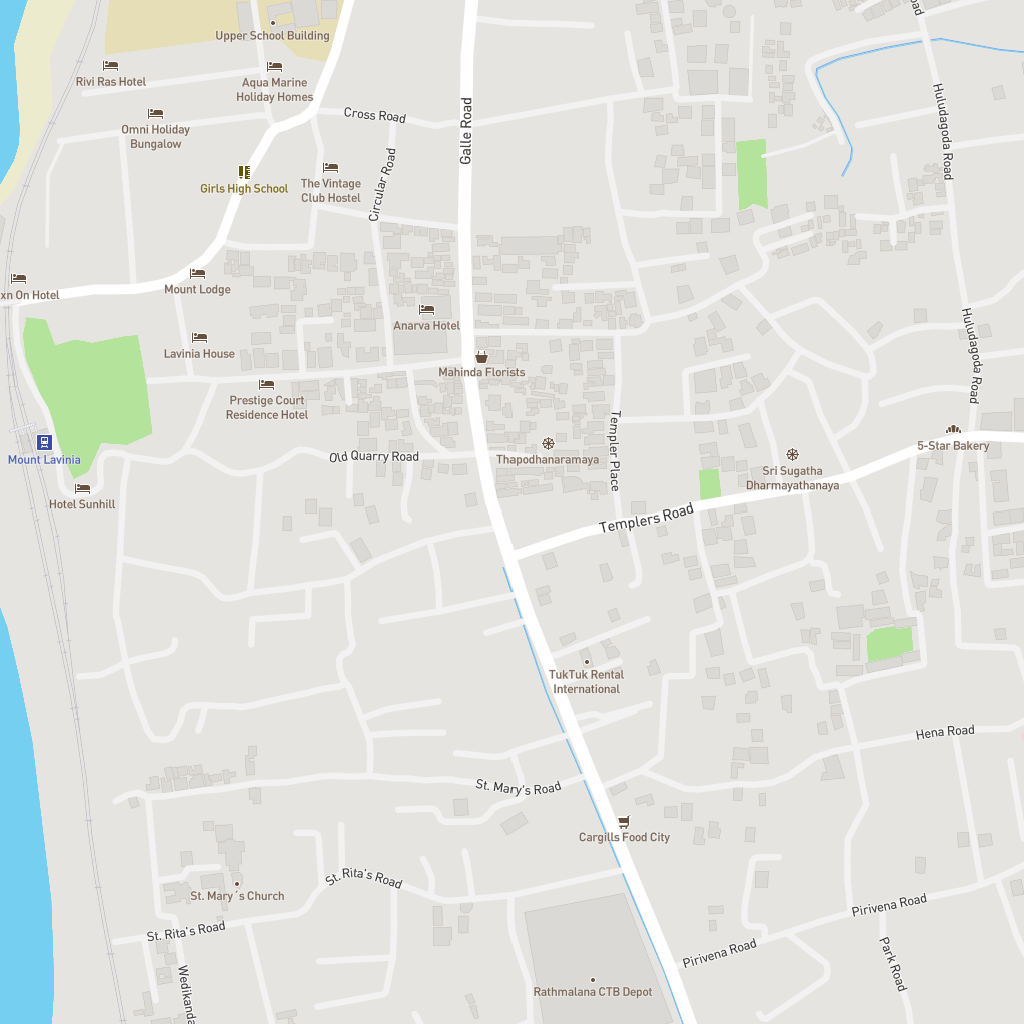 Road
Upper School Building
Rivi Ras Hotel
Aqua Marine
Holiday Homes
Huludagoda Road
Galle Road
Cross Road
Omni Holiday
Bungalow
Circular Road
Girls High School
The Vintage
Club Hostel
xn On Hotel
Mount Lodge
Anarva Hotel
Huludagoda Road
Lavinia House
Mahinda Florists
Prestige Court
Residence Hotel
Templer Place
5-Star Bakery
Mount Lavinia
Old Quarry Road
Thapodhanaramaya
Sri Sugatha
Dharmayathanaya
Hotel Sunhill
Templers Road
TukTuk Rental
International
Hena Road
St. Mary's Road
Cargills Food City
St. Rita's Road
St. Mary´s Church
Pirivena Road
St. Rita's Road
Pirivena Road
Park Road
Wedikanda
Rathmalana CTB Depot